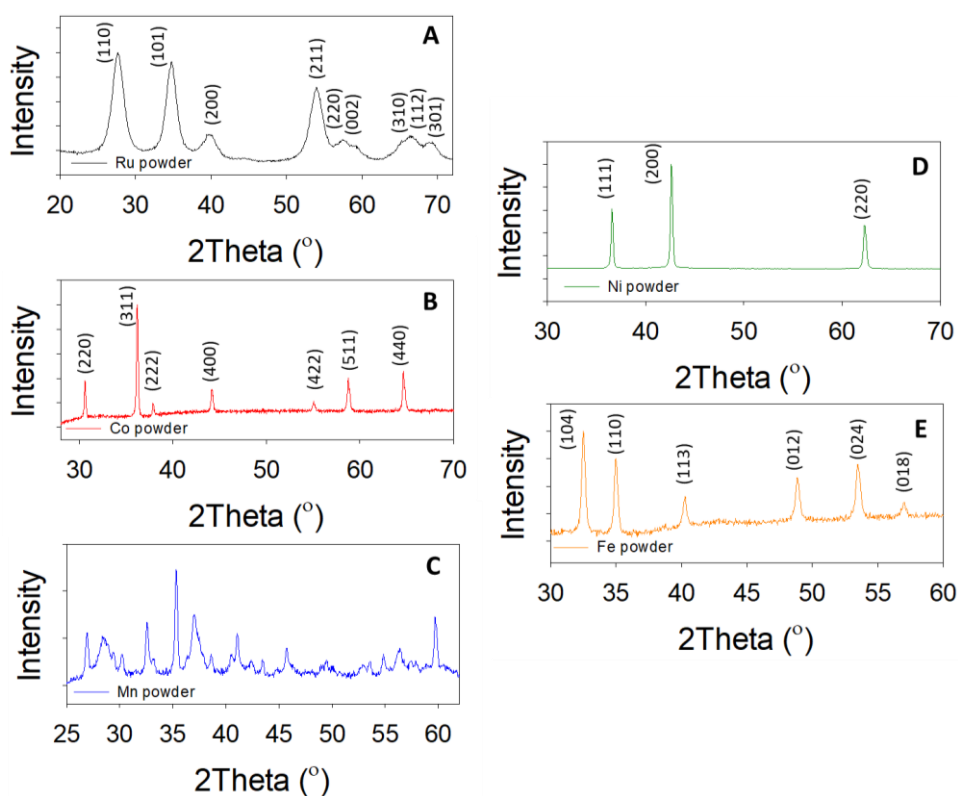 A
Intensity
(110)
(101)
(200)
(211)
(220)
(002)
(310)
(112)
(301)
Ru powder
20 30 40 50 60 70
2Theta (°)
B
Intensity
(220)
(311)
(222)
(400)
(422)
(511)
(440)
Co powder
30 40 50 60 70
2Theta (°)
C
Intensity
Mn powder
25 30 35 40 45 50 55 60
2Theta (°)
D
Intensity
(111)
(200)
(220)
Ni powder
30 40 50 60 70
2Theta (°)
E
Intensity
(104)
(110)
(113)
(012)
(024)
(018)
Fe powder
30 35 40 45 50 55 60
2Theta (°)